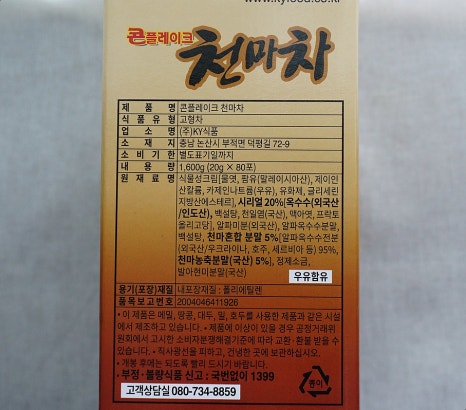 www.kyfood.co.kr
콘플레이크
천마차
제 품 명 콘플레이크 천마차
식 품 유 형 고형차
업 소 명 (주)KY식품
소 재 지 충남 논산시 부적면 덕평길 72-9
소 비 기 한 별도표기일까지
내 용 량 1,600g (20g × 80포)
원 재 료 명 식물성크림[물엿, 팜유(말레이시아산), 제이인
산칼륨, 카제인나트륨(우유), 유화제, 글리세린
지방산에스테르], 시리얼 20%[옥수수(외국산
/인도산), 백설탕, 천일염(국산), 맥아엿, 프락토
올리고당], 알파미분(외국산), 알파옥수수분말,
백설탕, 천마혼합 분말 5%[알파옥수수전분
(외국산/우크라이나, 호주, 세르비아 등) 95%,
천마농축분말(국산) 5%], 정제소금,
발아현미분말(국산)
우유함유
용기(포장)재질 내포장재질 : 폴리에틸렌
품목보고번호 2004046411926
• 이 제품은 메밀, 땅콩, 대두, 밀, 호두를 사용한 제품과 같은 시설
에서 제조하고 있습니다. • 제품에 이상이 있을 경우 공정거래위
원회에서 고시한 소비자분쟁해결기준에 따라 교환·환불 받을 수
있습니다. • 직사광선을 피하고, 건냉한 곳에 보관하십시오.
• 개봉 후에는 되도록 빨리 드시기 바랍니다.
• 부정·불량식품 신고 : 국번없이 1399
고객상담실 080-734-8859
종이